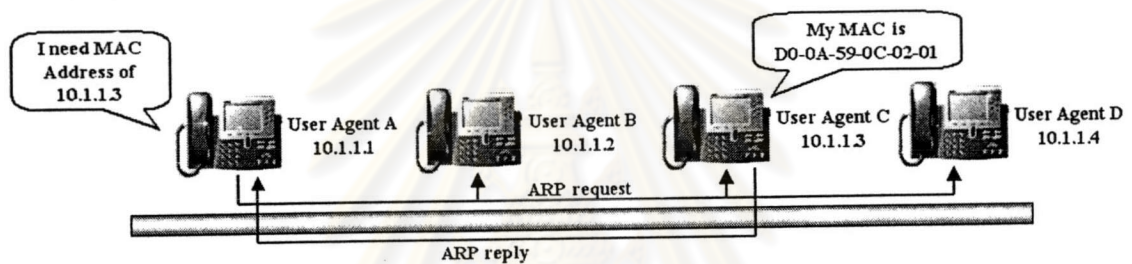 I need MAC
Address of
10.1.1.3
My MAC is
D0-0A-59-0C-02-01
User Agent A
10.1.1.1
User Agent B
10.1.1.2
User Agent C
10.1.1.3
User Agent D
10.1.1.4
ARP request
ARP reply